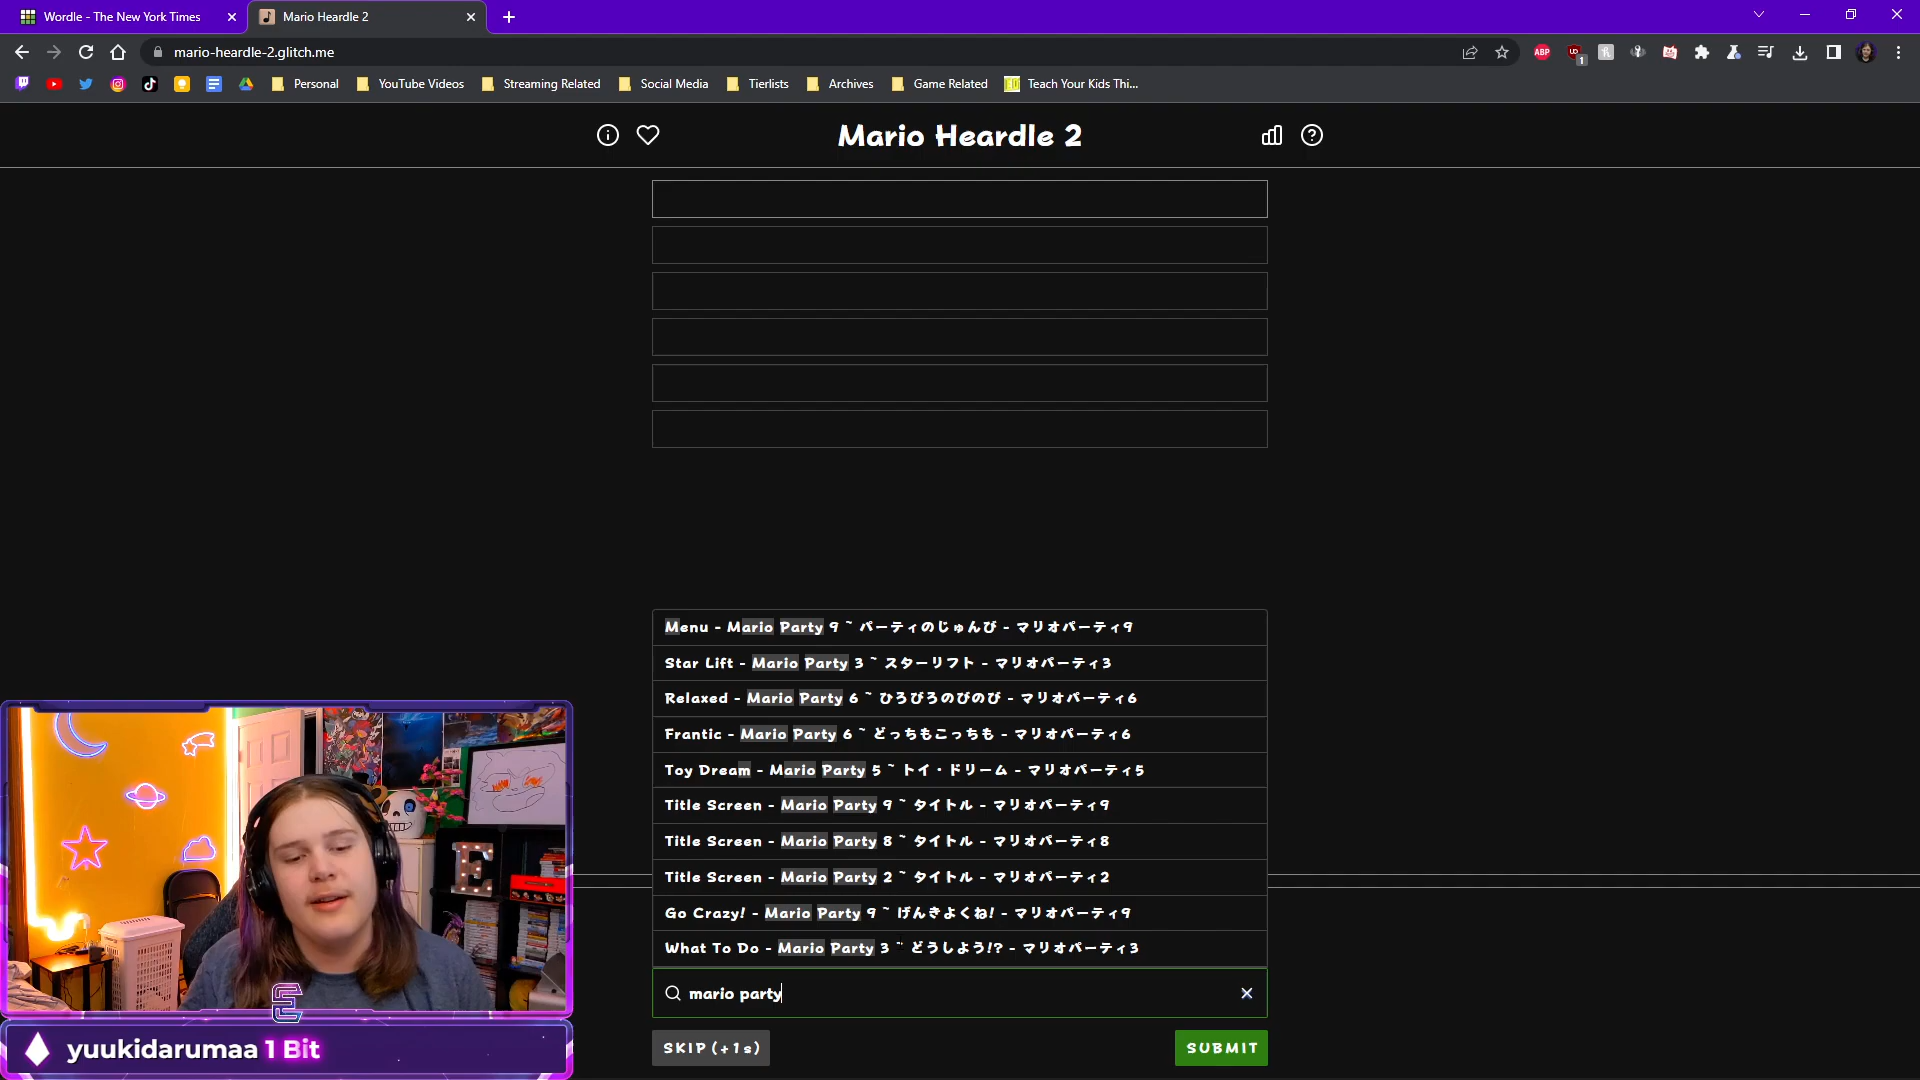 Wordle - The New York Times
Mario Heardle 2
mario-heardle-2.glitch.me
ABP
1
Personal
YouTube Videos
Streaming Related
Social Media
Tierlists
Archives
Game Related
Teach Your Kids Thi...
Mario Heardle 2
Menu - Mario Party 9 ~ パーティのじゅんび - マリオパーティ9
Star Lift - Mario Party 3 ~ スターリフト - マリオパーティ3
Relaxed - Mario Party 6 ~ ひろびろのびのび - マリオパーティ6
Frantic - Mario Party 6 ~ どっちもこっちも - マリオパーティ6
Toy Dream - Mario Party 5 ~ トイ・ドリーム - マリオパーティ5
Title Screen - Mario Party 9 ~ タイトル - マリオパーティ9
Title Screen - Mario Party 8 ~ タイトル - マリオパーティ8
Title Screen - Mario Party 2 ~ タイトル - マリオパーティ2
Go Crazy! - Mario Party 9 ~ げんきよくね! - マリオパーティ9
What To Do - Mario Party 3 ~ どうしよう!? - マリオパーティ3
mario party
SKIP (+1s)
SUBMIT
E
E
yuukidarumaa 1 Bit